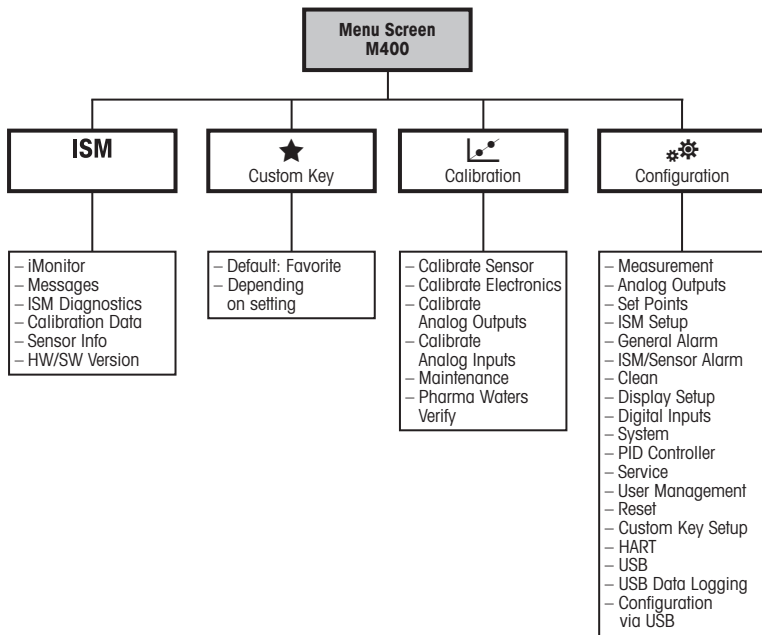 Menu Screen
M400
ISM
Custom Key
Calibration
Configuration
– iMonitor
– Messages
– ISM Diagnostics
– Calibration Data
– Sensor Info
– HW/SW Version
– Default: Favorite
– Depending
on setting
– Calibrate Sensor
– Calibrate Electronics
– Calibrate
Analog Outputs
– Calibrate
Analog Inputs
– Maintenance
– Pharma Waters
Verify
– Measurement
– Analog Outputs
– Set Points
– ISM Setup
– General Alarm
– ISM/Sensor Alarm
– Clean
– Display Setup
– Digital Inputs
– System
– PID Controller
– Service
– User Management
– Reset
– Custom Key Setup
– HART
– USB
– USB Data Logging
– Configuration
via USB